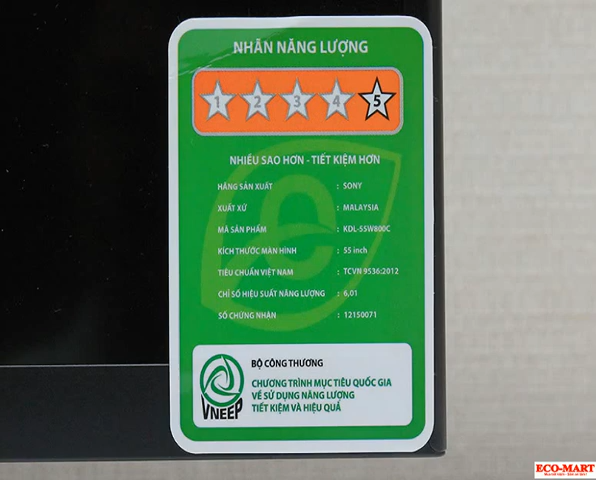 NHÃN NĂNG LƯỢNG
1 2 3 4 5
NHIỀU SAO HƠN - TIẾT KIỆM HƠN
HÃNG SẢN XUẤT : SONY
XUẤT XỨ : MALAYSIA
MÃ SẢN PHẨM : KDL-55W800C
KÍCH THƯỚC MÀN HÌNH : 55 inch
TIÊU CHUẨN VIỆT NAM : TCVN 9536:2012
CHỈ SỐ HIỆU SUẤT NĂNG LƯỢNG : 6,01
SỐ CHỨNG NHẬN : 12150071
BỘ CÔNG THƯƠNG
CHƯƠNG TRÌNH MỤC TIÊU QUỐC GIA
VỀ SỬ DỤNG NĂNG LƯỢNG
TIẾT KIỆM VÀ HIỆU QUẢ
VNEEP
ECO-MART